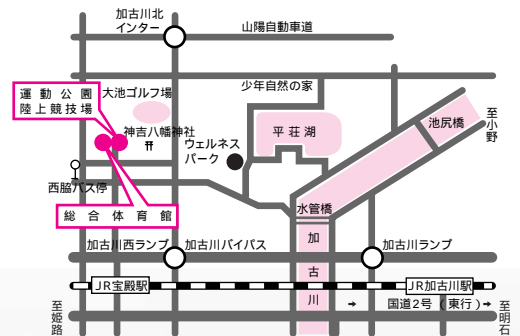 加古川北
インター
山陽自動車道
運動公園
陸上競技場
大池ゴルフ場
少年自然の家
神吉八幡神社
ウェルネス
パーク
平荘湖
池尻橋
至小野
西脇バス停
総合体育館
水管橋
加古川
加古川西ランプ
加古川バイパス
加古川ランプ
JR宝殿駅
JR加古川駅
至姫路
→ 国道2号（東行）→
至明石